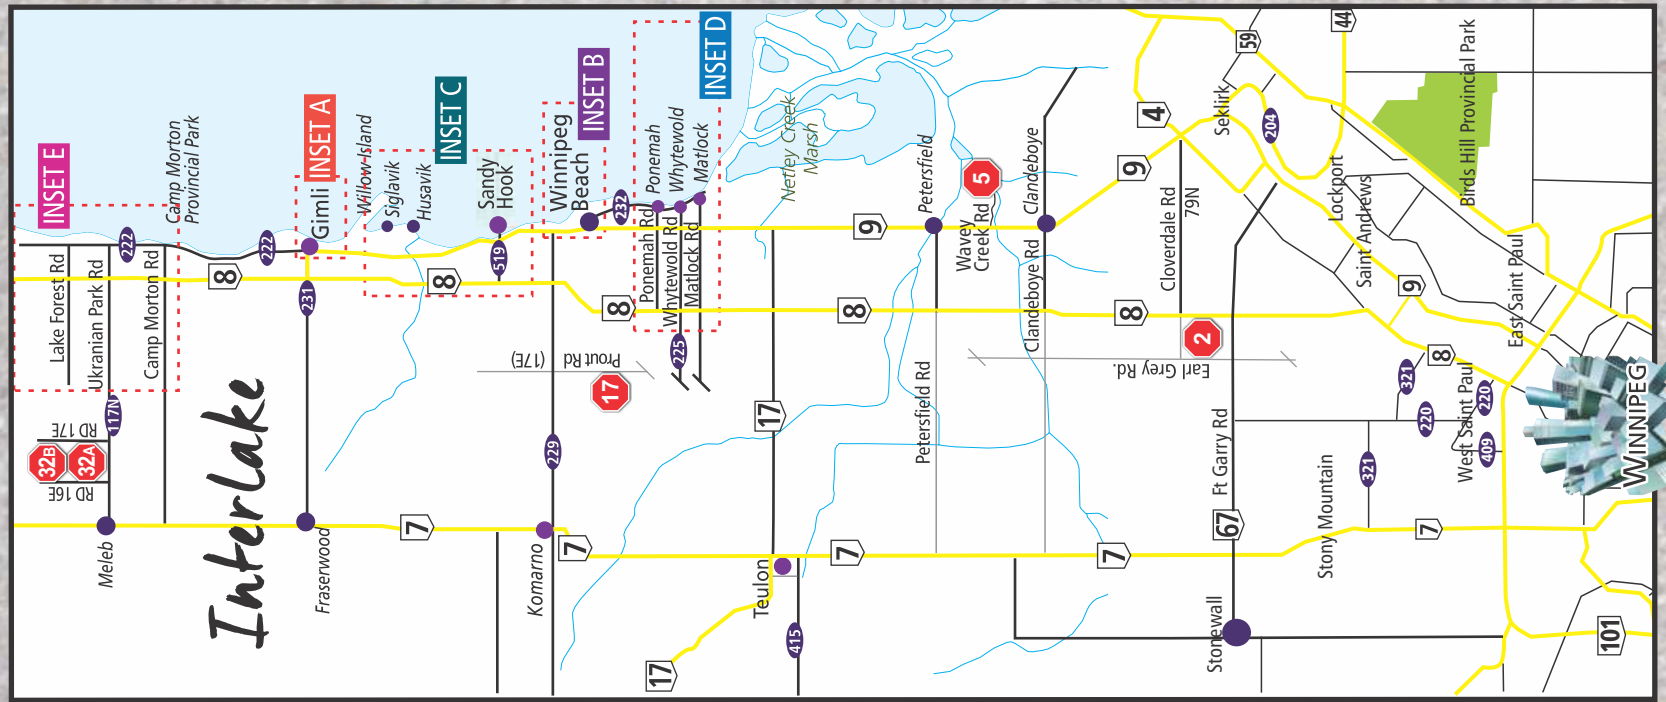 INSET E
INSET A
INSET C
INSET B
INSET D
Camp Morton
Provincial Park
Gimli
Willow Island
Siglavik
Husavik
Sandy
Hook
Winnipeg
Beach
Ponemah
Whytewold
Matlock
Netley Creek
Marsh
Petersfield
Clandeboye
Selkirk
Lockport
Saint Andrews
Birds Hill Provincial Park
East Saint Paul
West Saint Paul
WINNIPEG
Stony Mountain
Stonewall
Teulon
Komarno
Fraserwood
Meleb
Interlake
Lake Forest Rd
Ukranian Park Rd
Camp Morton Rd
RD 17E
RD 16E
32B
32A
117N
222
222
231
519
232
225
229
Prout Rd (17E)
17
Ponemah Rd
Whytewold Rd
Matlock Rd
Petersfield Rd
Wavey
Creek Rd
5
Clandeboye Rd
Cloverdale Rd
79N
2
Earl Grey Rd.
Ft Garry Rd
67
8
8
8
8
8
8
9
9
9
4
59
44
204
321
321
220
220
409
7
7
7
7
7
17
17
415
101